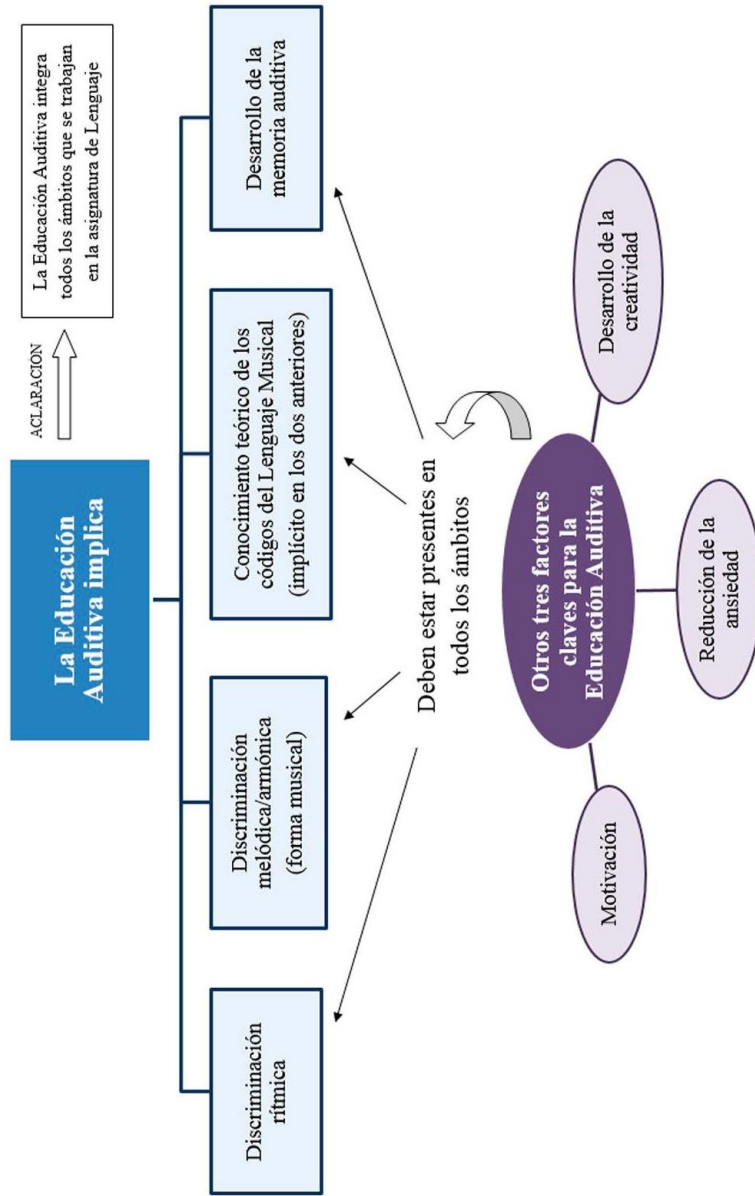 La Educación
Auditiva implica
ACLARACIÓN
La Educación Auditiva integra
todos los ámbitos que se trabajan
en la asignatura de Lenguaje
Discriminación
rítmica
Discriminación
melódica/armónica
(forma musical)
Conocimiento teórico de los
códigos del Lenguaje Musical
(implícito en los dos anteriores)
Desarrollo de la
memoria auditiva
Deben estar presentes en
todos los ámbitos
Otros tres factores
claves para la
Educación Auditiva
Motivación
Reducción de la
ansiedad
Desarrollo de la
creatividad